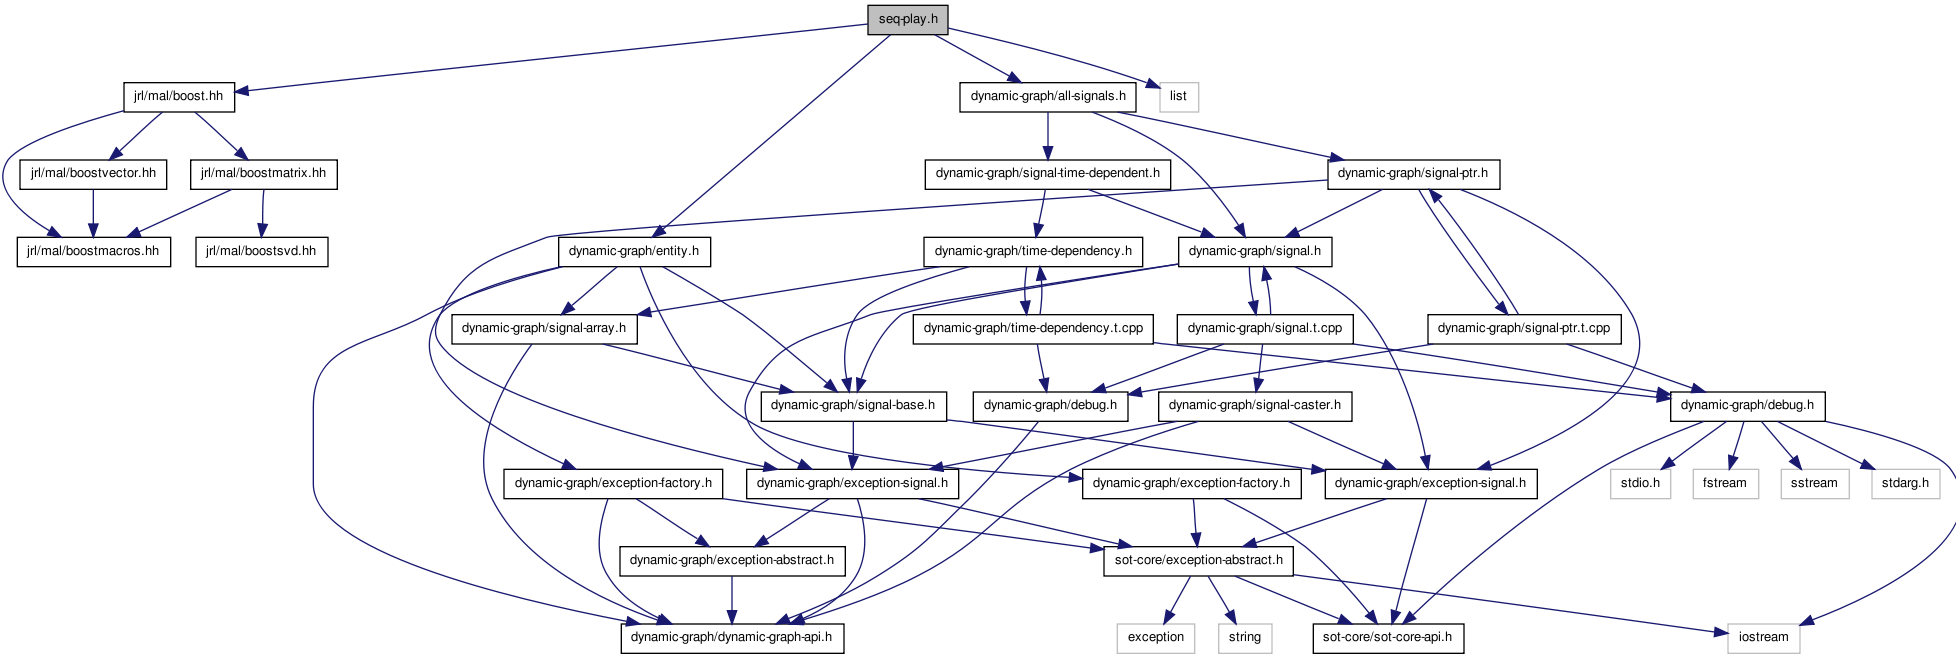 seq-play.h
jrl/mal/boost.hh
dynamic-graph/all-signals.h
list
jrl/mal/boostvector.hh
jrl/mal/boostmatrix.hh
dynamic-graph/signal-time-dependent.h
dynamic-graph/signal-ptr.h
jrl/mal/boostmacros.hh
jrl/mal/boostsvd.hh
dynamic-graph/entity.h
dynamic-graph/time-dependency.h
dynamic-graph/signal.h
dynamic-graph/signal-array.h
dynamic-graph/time-dependency.t.cpp
dynamic-graph/signal.t.cpp
dynamic-graph/signal-ptr.t.cpp
dynamic-graph/signal-base.h
dynamic-graph/debug.h
dynamic-graph/signal-caster.h
dynamic-graph/debug.h
dynamic-graph/exception-factory.h
dynamic-graph/exception-signal.h
dynamic-graph/exception-factory.h
dynamic-graph/exception-signal.h
stdio.h
fstream
sstream
stdarg.h
dynamic-graph/exception-abstract.h
sot-core/exception-abstract.h
dynamic-graph/dynamic-graph-api.h
exception
string
sot-core/sot-core-api.h
iostream